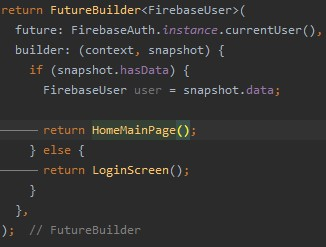 return FutureBuilder<FirebaseUser>(
future: FirebaseAuth.instance.currentUser(),
builder: (context, snapshot) {
if (snapshot.hasData) {
FirebaseUser user = snapshot.data;
return HomeMainPage();
} else {
return LoginScreen();
}
},
); // FutureBuilder